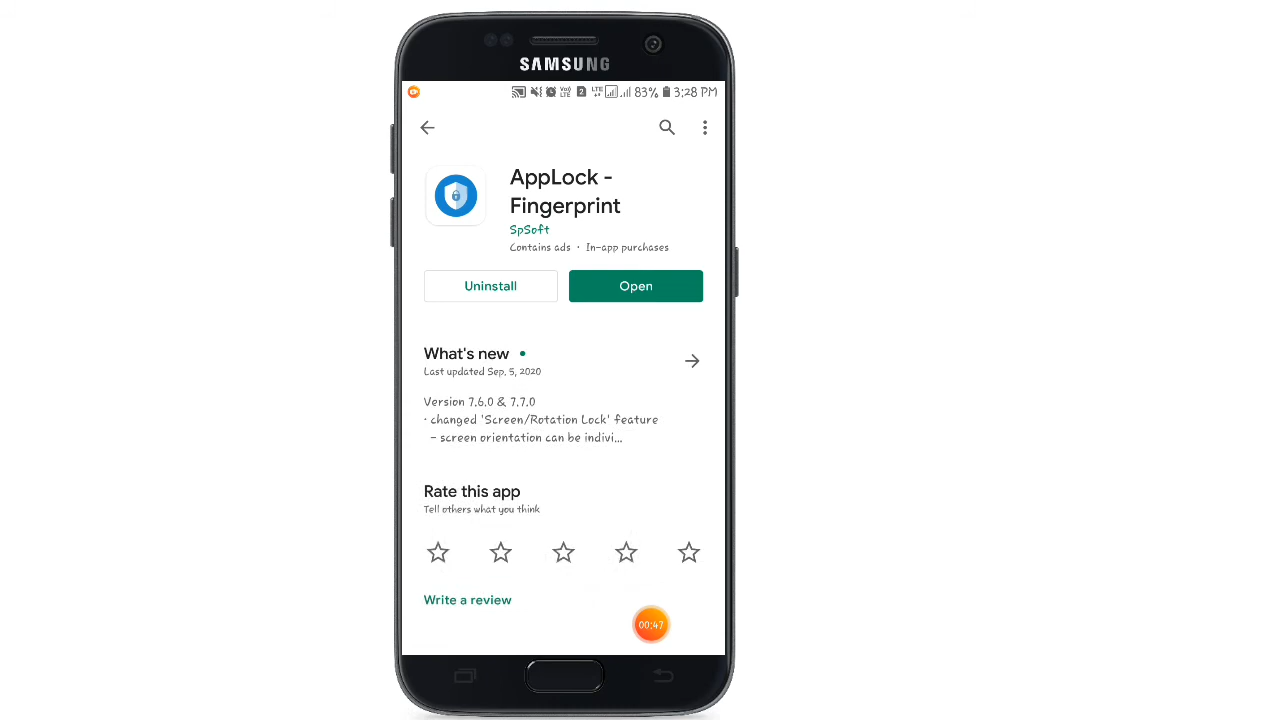 SAMSUNG
2 83% 3:28 PM
AppLock -
Fingerprint
SpSoft
Contains ads · In-app purchases
Uninstall Open
What's new
Last updated Sep. 5, 2020
Version 7.6.0 & 7.7.0
· changed 'Screen/Rotation Lock' feature
– screen orientation can be indivi...
Rate this app
Tell others what you think
Write a review
00:47